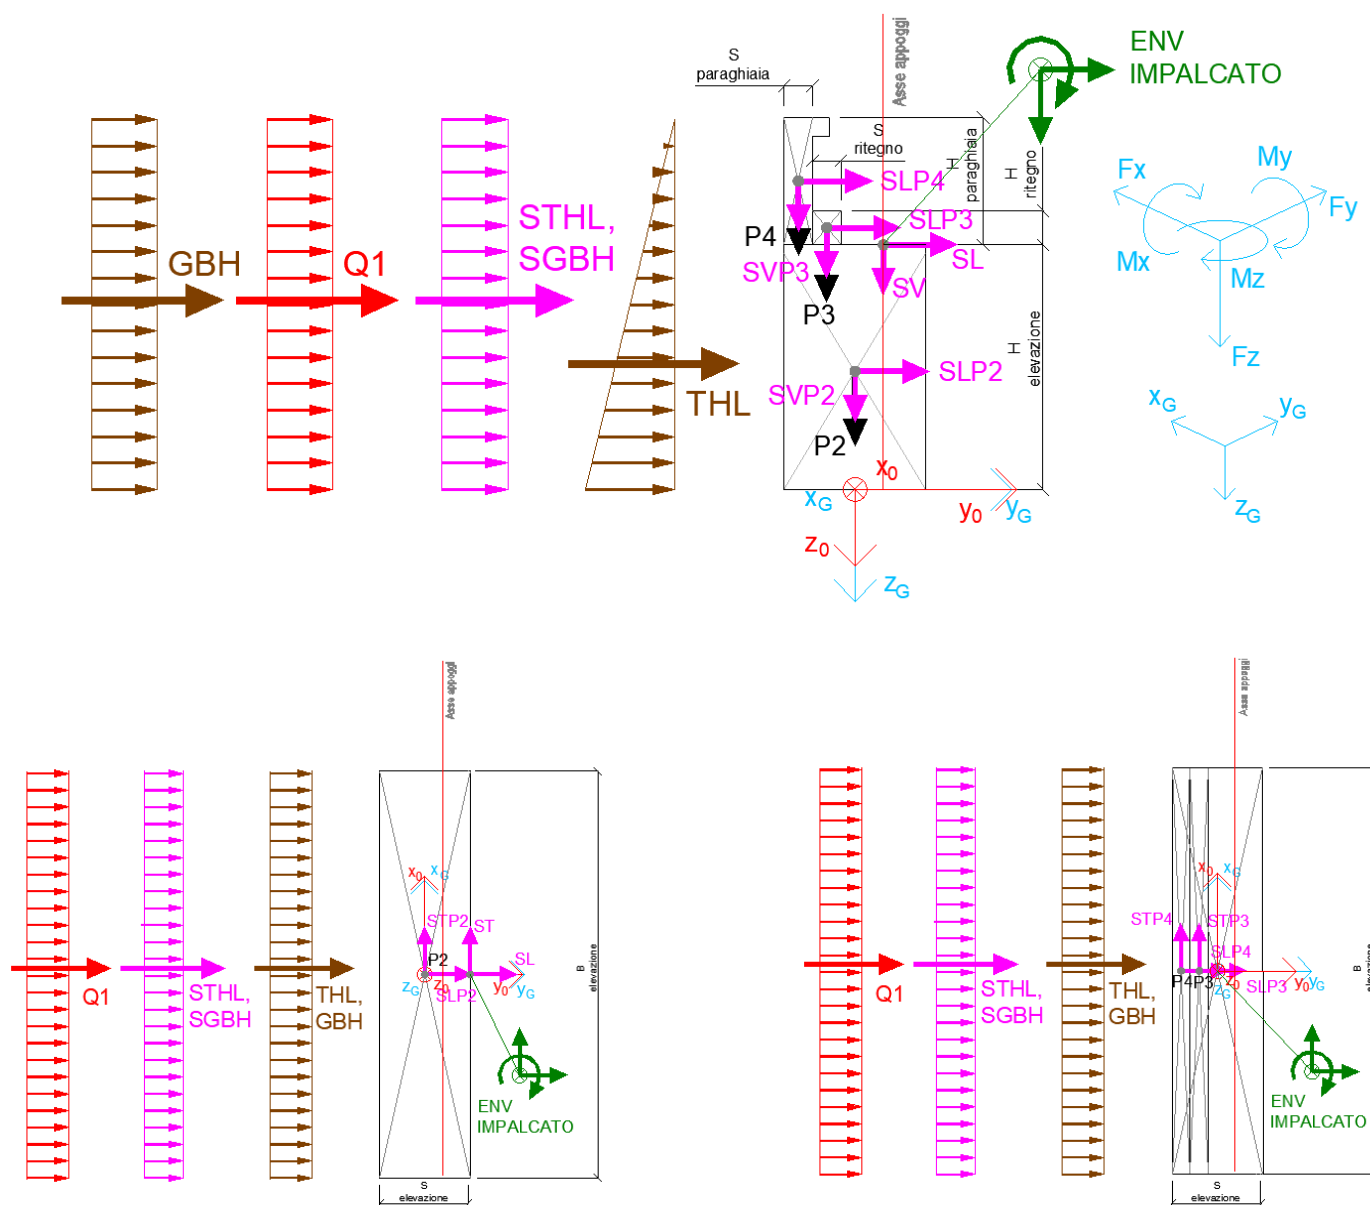 S
paraghiaia
Asse appoggi
ENV
IMPALCATO
S
ritegno
H
paraghiaia
H
ritegno
SLP4
P4
SLP3
SVP3
P3
SL
SV
GBH
Q1
STHL,
SGBH
THL
H
elevazione
SLP2
SVP2
P2
Fx
My
Fy
Mx
Mz
Fz
xG
yG
zG
x0
xG
y0
yG
z0
zG
Asse appoggi
x0
xG
STP2
ST
P2
SL
zG
z0
SLP2
y0
yG
Q1
STHL,
SGBH
THL,
GBH
B
elevazione
ENV
IMPALCATO
S
elevazione
Asse appoggi
x0
xG
STP4
STP3
SLP4
P4
P3
z0
zG
SLP3
y0
yG
Q1
STHL,
SGBH
THL,
GBH
B
elevazione
ENV
IMPALCATO
S
elevazione